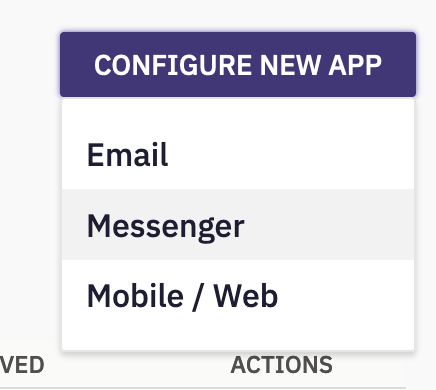 CONFIGURE NEW APP
Email
Messenger
Mobile / Web
VED ACTIONS